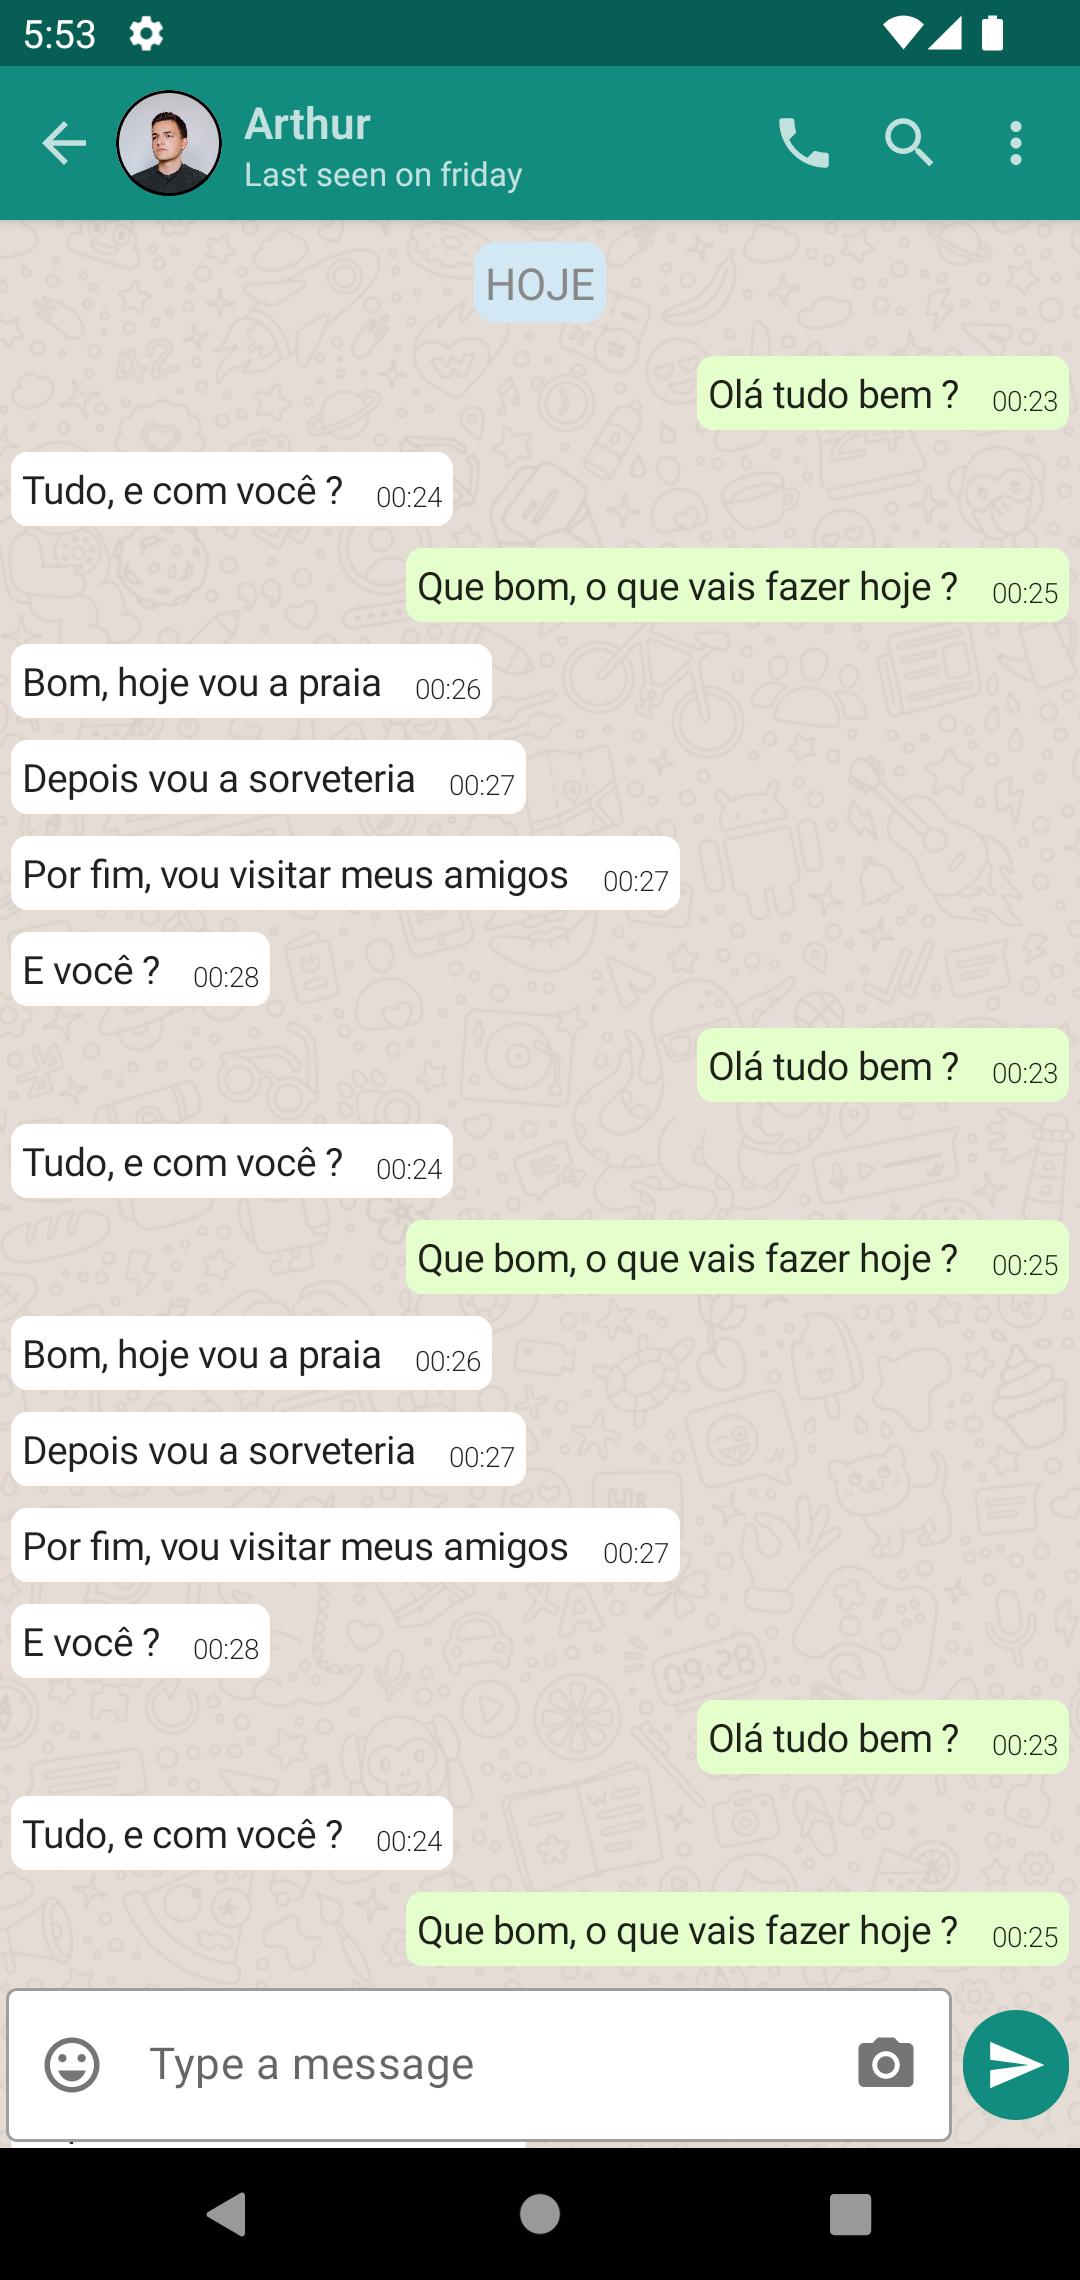 5:53
Arthur
Last seen on friday
HOJE
Olá tudo bem ? 00:23
Tudo, e com você ? 00:24
Que bom, o que vais fazer hoje ? 00:25
Bom, hoje vou a praia 00:26
Depois vou a sorveteria 00:27
Por fim, vou visitar meus amigos 00:27
E você ? 00:28
Olá tudo bem ? 00:23
Tudo, e com você ? 00:24
Que bom, o que vais fazer hoje ? 00:25
Bom, hoje vou a praia 00:26
Depois vou a sorveteria 00:27
Por fim, vou visitar meus amigos 00:27
E você ? 00:28
Olá tudo bem ? 00:23
Tudo, e com você ? 00:24
Que bom, o que vais fazer hoje ? 00:25
Type a message